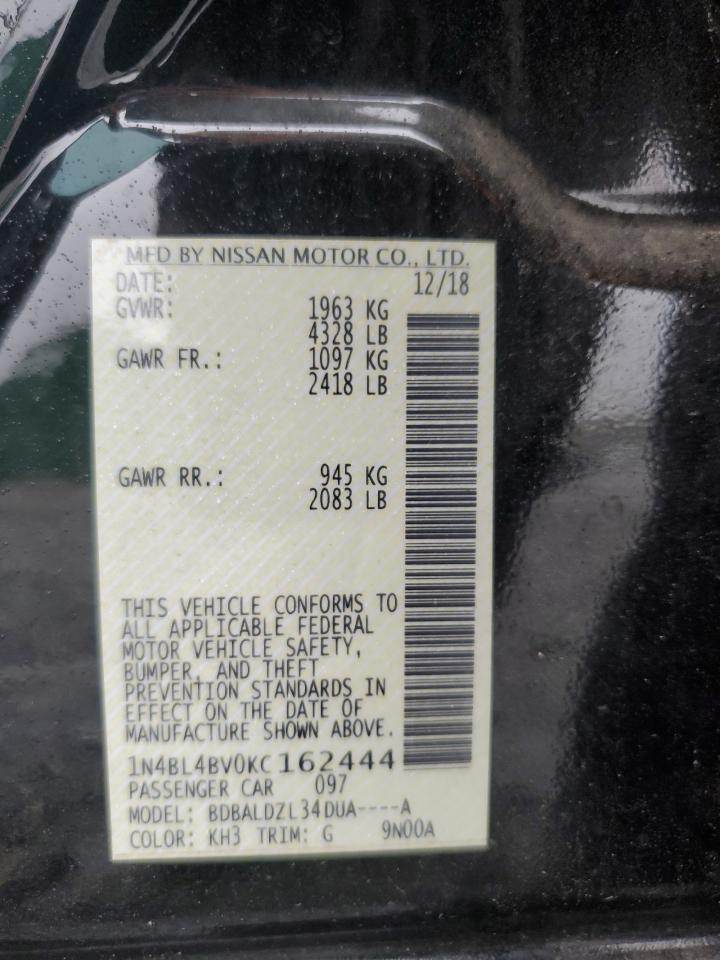 MFD BY NISSAN MOTOR CO., LTD.
DATE: 12/18
GVWR: 1963 KG
4328 LB
GAWR FR.: 1097 KG
2418 LB
GAWR RR.: 945 KG
2083 LB
THIS VEHICLE CONFORMS TO
ALL APPLICABLE FEDERAL
MOTOR VEHICLE SAFETY,
BUMPER, AND THEFT
PREVENTION STANDARDS IN
EFFECT ON THE DATE OF
MANUFACTURE SHOWN ABOVE.
1N4BL4BV0KC162444
PASSENGER CAR 097
MODEL: BDBALDZL34DUA----A
COLOR: KH3 TRIM: G 9N00A